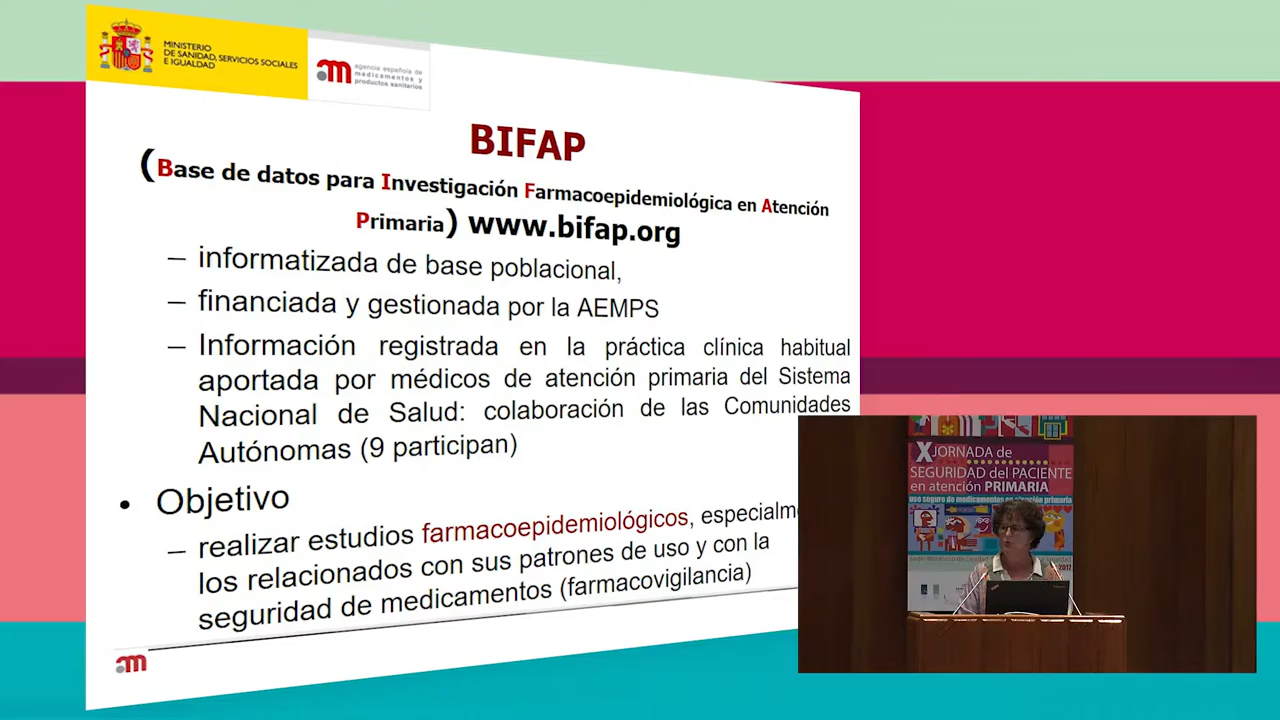 MINISTERIO
DE SANIDAD, SERVICIOS SOCIALES
E IGUALDAD
agencia española de
medicamentos y
productos sanitarios
BIFAP
(Base de datos para Investigación Farmacoepidemiológica en Atención
Primaria) www.bifap.org
– informatizada de base poblacional,
– financiada y gestionada por la AEMPS
– Información registrada en la práctica clínica habitual
aportada por médicos de atención primaria del Sistema
Nacional de Salud: colaboración de las Comunidades
Autónomas (9 participan)
• Objetivo
– realizar estudios farmacoepidemiológicos,
los relacionados con sus patrones de uso y con la
seguridad de medicamentos (farmacovigilancia)
X JORNADA de
SEGURIDAD del PACIENTE
en atención PRIMARIA
uso seguro de medicamentos en atención primaria
2017